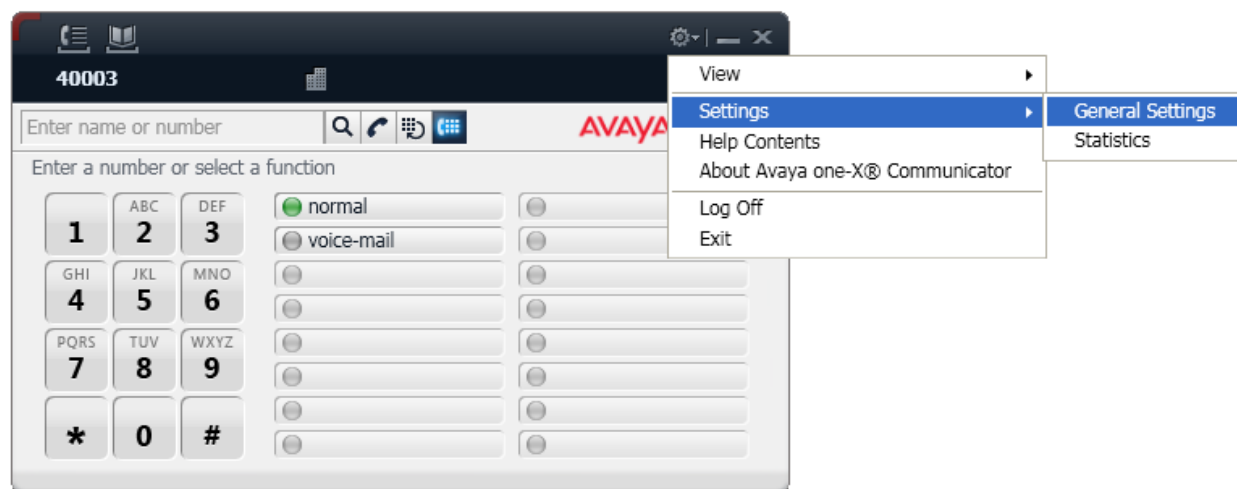 40003
View
Enter name or number
AVAYA
Settings
General Settings
Help Contents
Statistics
Enter a number or select a function
About Avaya one-X® Communicator
Log Off
Exit
1
ABC
2
DEF
3
normal
voice-mail
GHI
4
JKL
5
MNO
6
PQRS
7
TUV
8
WXYZ
9
*
0
#